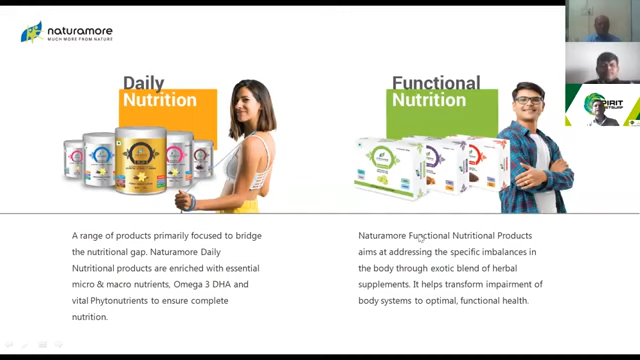 naturamore
MUCH MORE FROM NATURE
Daily
Nutrition
Functional
Nutrition
A range of products primarily focused to bridge
the nutritional gap. Naturamore Daily
Nutritional products are enriched with essential
micro & macro nutrients, Omega 3 DHA and
vital Phytonutrients to ensure complete
nutrition.
Naturamore Functional Nutritional Products
aims at addressing the specific imbalances in
the body through exotic blend of herbal
supplements. It helps transform impairment of
body systems to optimal, functional health.